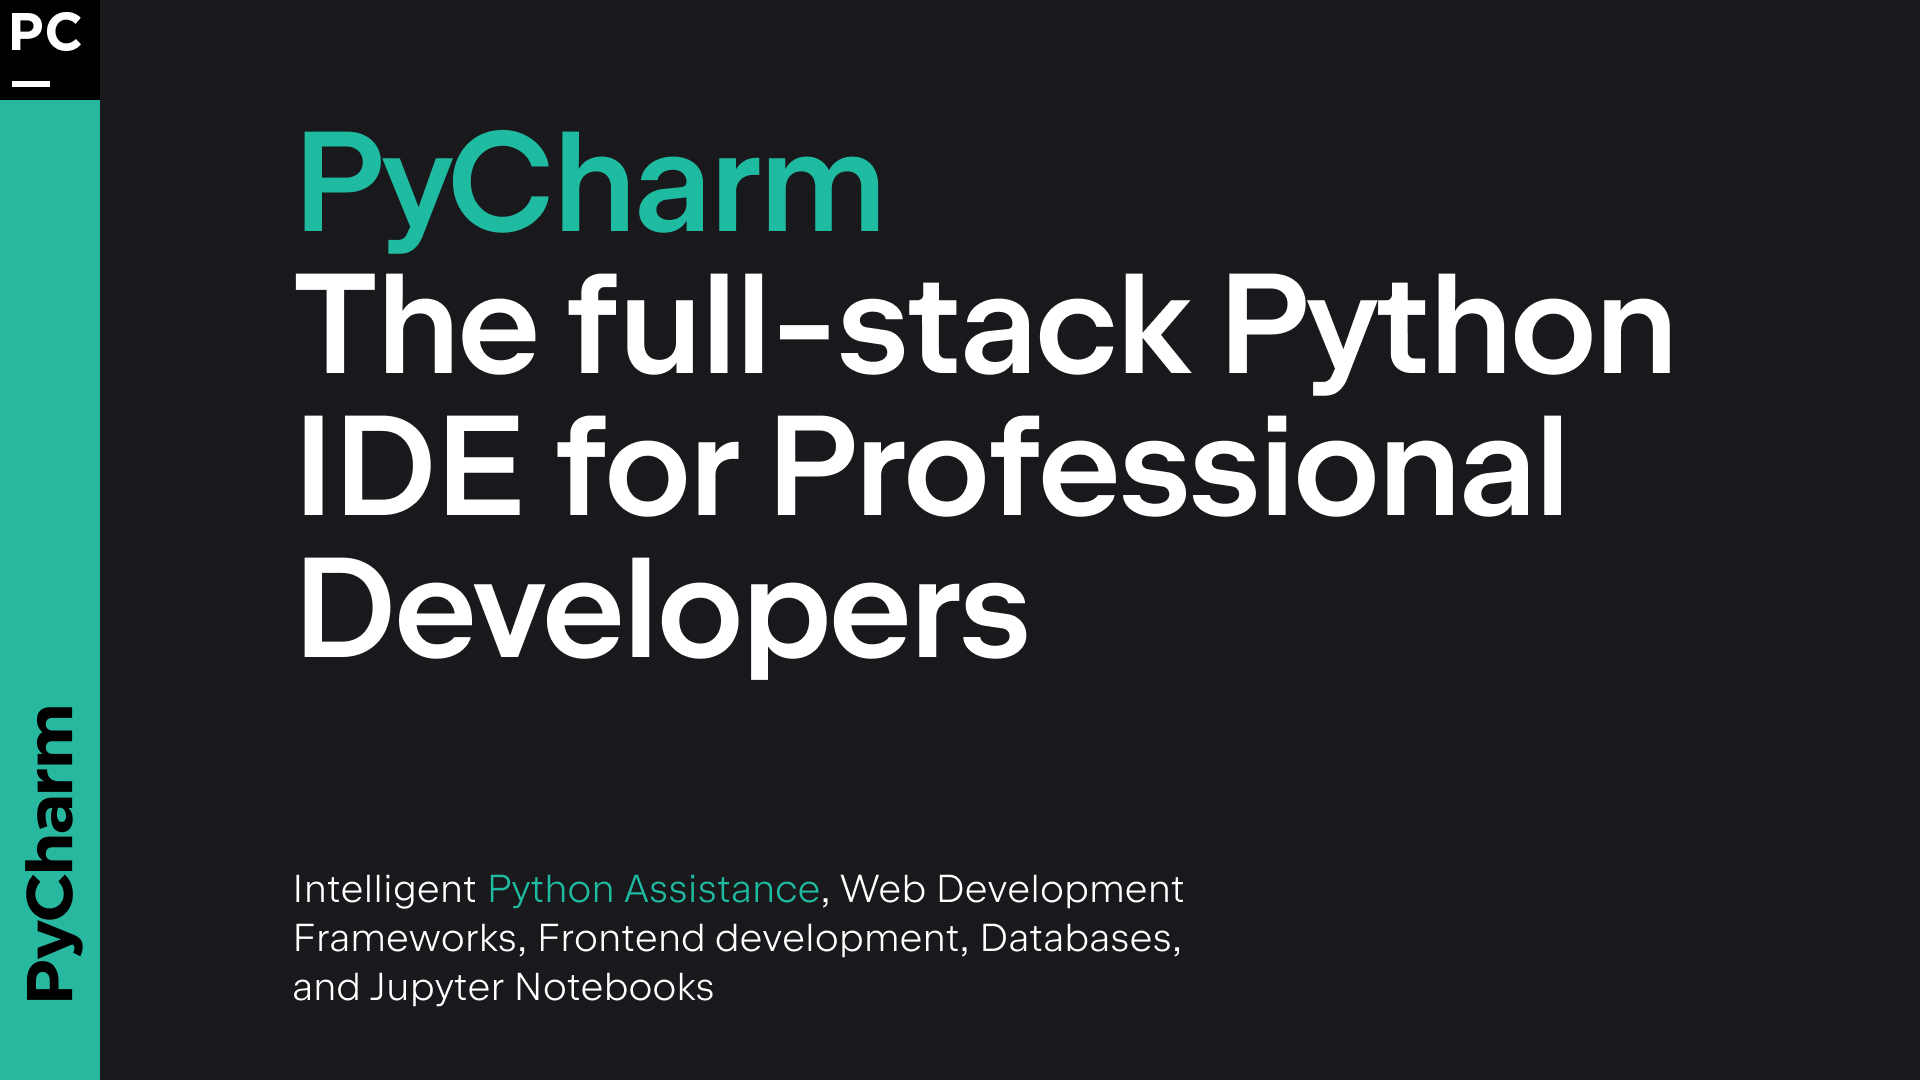 PC
PyCharm
The full-stack Python
IDE for Professional
Developers
Intelligent Python Assistance, Web Development
Frameworks, Frontend development, Databases,
and Jupyter Notebooks
PyCharm